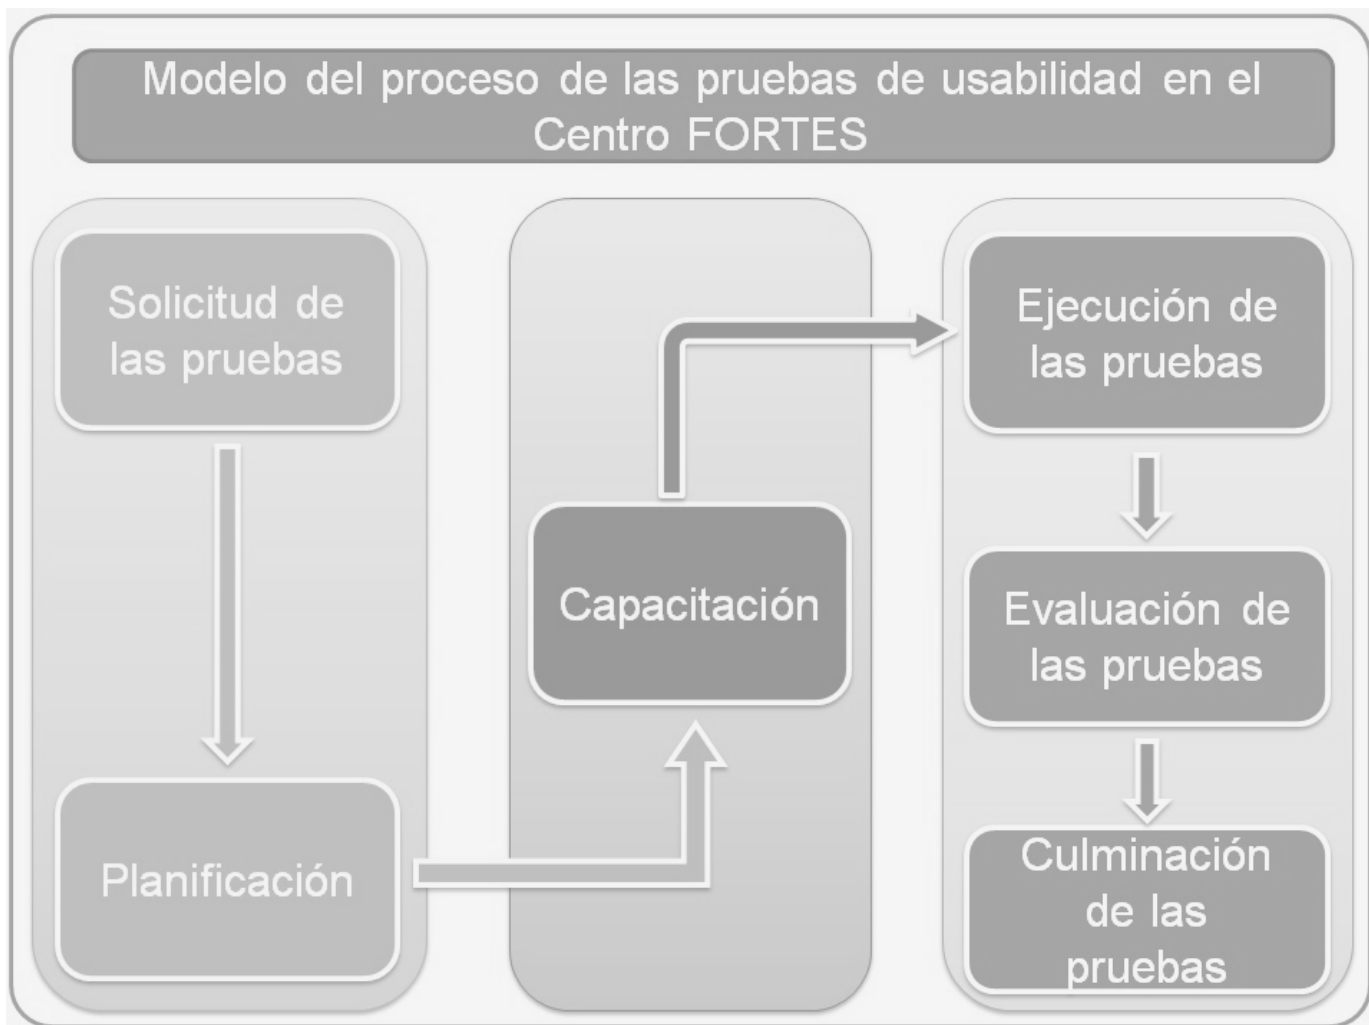 Modelo del proceso de las pruebas de usabilidad en el
Centro FORTES
Solicitud de
las pruebas
Planificación
Capacitación
Ejecución de
las pruebas
Evaluación de
las pruebas
Culminación
de las
pruebas